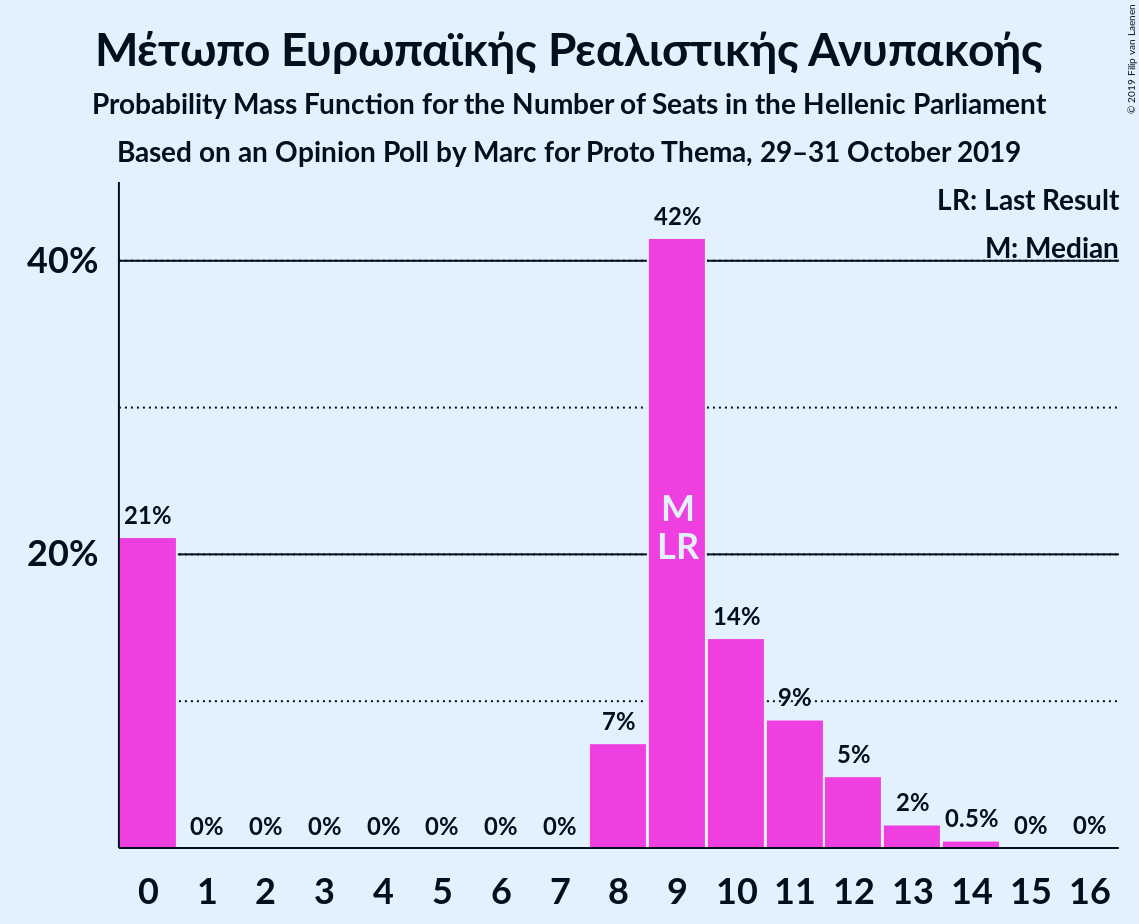 Μέτωπο Ευρωπαϊκής Ρεαλιστικής Ανυπακοής
Probability Mass Function for the Number of Seats in the Hellenic Parliament
Based on an Opinion Poll by Marc for Proto Thema, 29–31 October 2019
© 2019 Filip van Laenen
LR: Last Result
M: Median
40%
20%
42%
21%
14%
9%
7%
5%
2%
0.5%
0% 0% 0% 0% 0% 0% 0% 0% 0%
M
LR
0 1 2 3 4 5 6 7 8 9 10 11 12 13 14 15 16